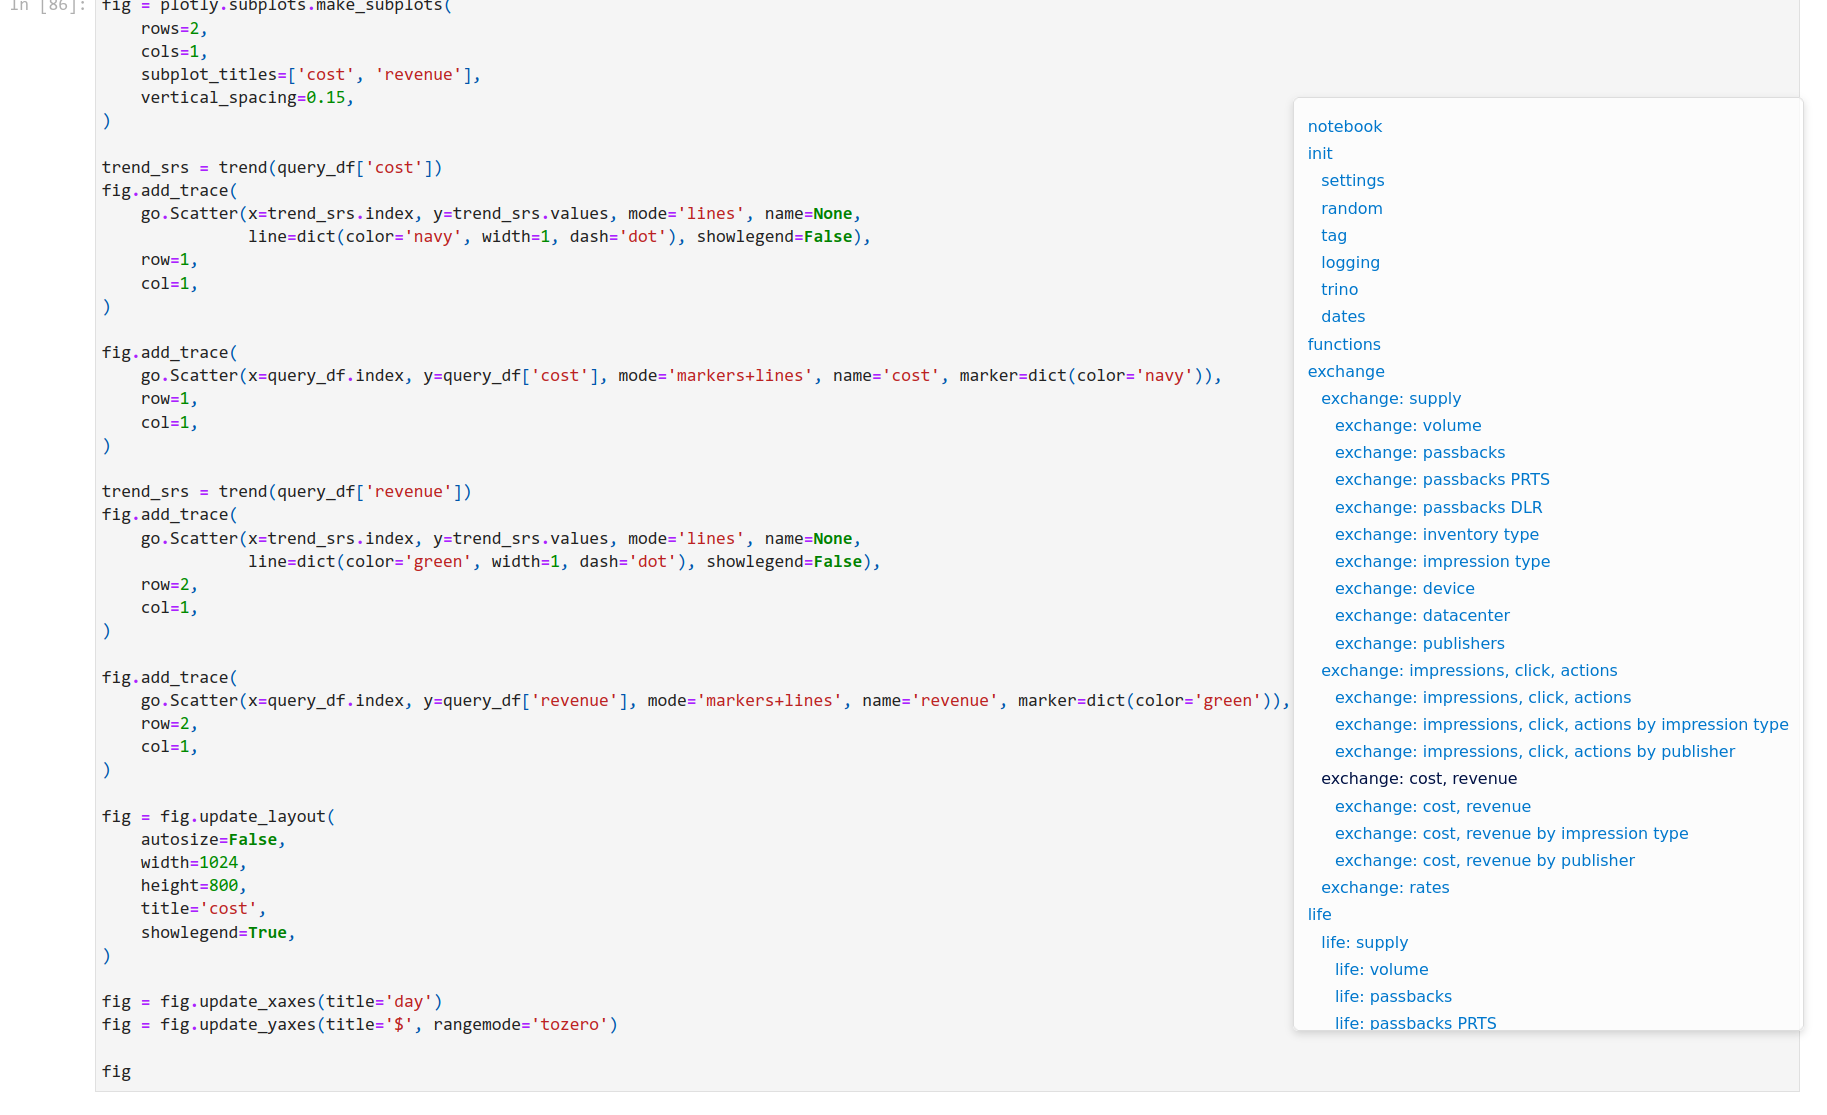 In [86]:
fig = plotly.subplots.make_subplots(
    rows=2,
    cols=1,
    subplot_titles=['cost', 'revenue'],
    vertical_spacing=0.15,
)

trend_srs = trend(query_df['cost'])
fig.add_trace(
    go.Scatter(x=trend_srs.index, y=trend_srs.values, mode='lines', name=None,
               line=dict(color='navy', width=1, dash='dot'), showlegend=False),
    row=1,
    col=1,
)

fig.add_trace(
    go.Scatter(x=query_df.index, y=query_df['cost'], mode='markers+lines', name='cost', marker=dict(color='navy')),
    row=1,
    col=1,
)

trend_srs = trend(query_df['revenue'])
fig.add_trace(
    go.Scatter(x=trend_srs.index, y=trend_srs.values, mode='lines', name=None,
               line=dict(color='green', width=1, dash='dot'), showlegend=False),
    row=2,
    col=1,
)

fig.add_trace(
    go.Scatter(x=query_df.index, y=query_df['revenue'], mode='markers+lines', name='revenue', marker=dict(color='green')),
    row=2,
    col=1,
)

fig = fig.update_layout(
    autosize=False,
    width=1024,
    height=800,
    title='cost',
    showlegend=True,
)

fig = fig.update_xaxes(title='day')
fig = fig.update_yaxes(title='$', rangemode='tozero')

fig
notebook
init
settings
random
tag
logging
trino
dates
functions
exchange
exchange: supply
exchange: volume
exchange: passbacks
exchange: passbacks PRTS
exchange: passbacks DLR
exchange: inventory type
exchange: impression type
exchange: device
exchange: datacenter
exchange: publishers
exchange: impressions, click, actions
exchange: impressions, click, actions
exchange: impressions, click, actions by impression type
exchange: impressions, click, actions by publisher
exchange: cost, revenue
exchange: cost, revenue
exchange: cost, revenue by impression type
exchange: cost, revenue by publisher
exchange: rates
life
life: supply
life: volume
life: passbacks
life: passbacks PRTS